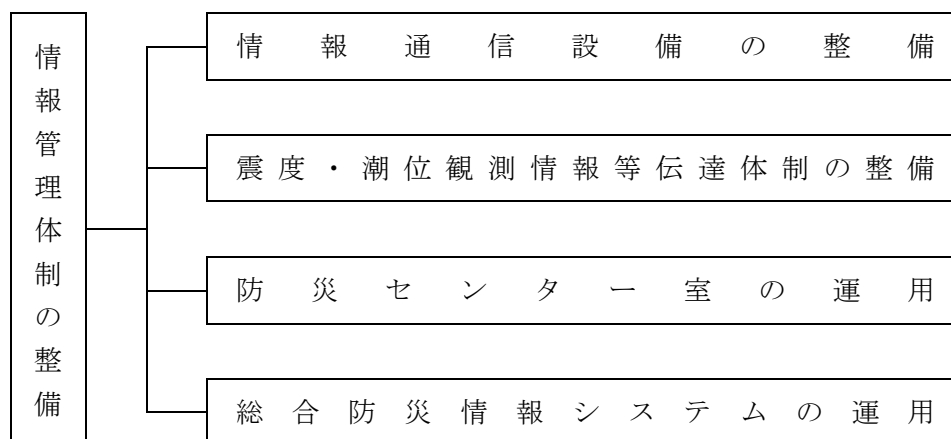 情報管理体制の整備
情報通信設備の整備
震度・潮位観測情報等伝達体制の整備
防災センター室の運用
総合防災情報システムの運用